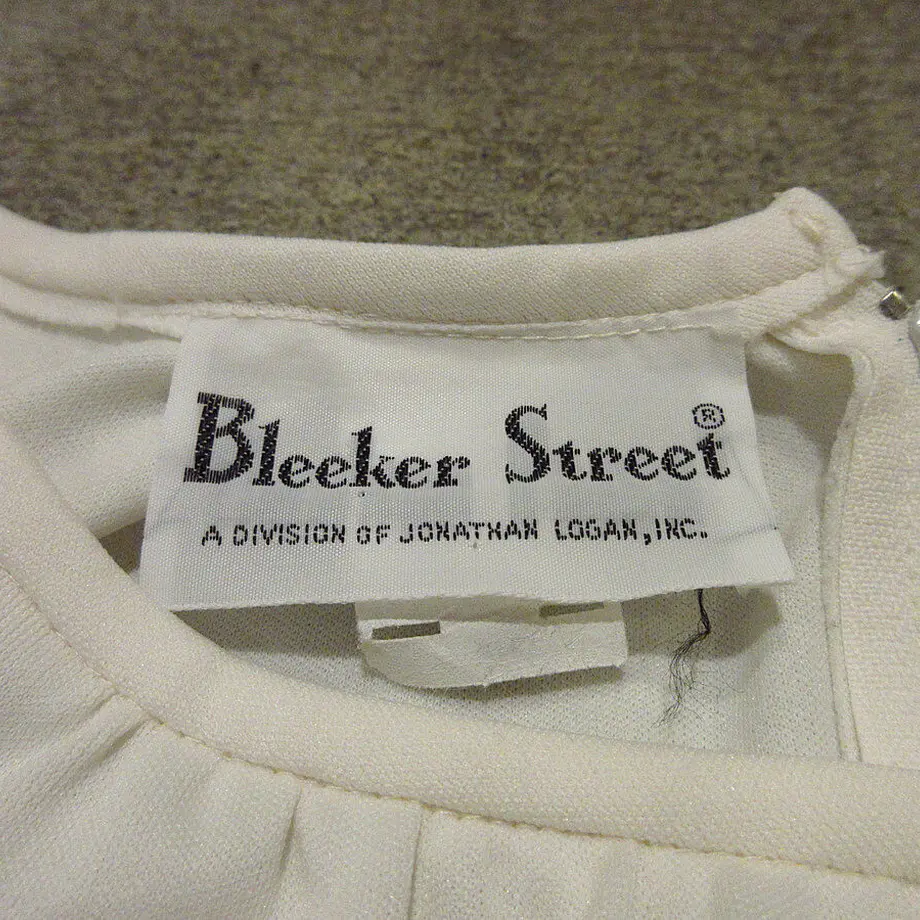 Bleeker Street®
A DIVISION OF JONATHAN LOGAN, INC.